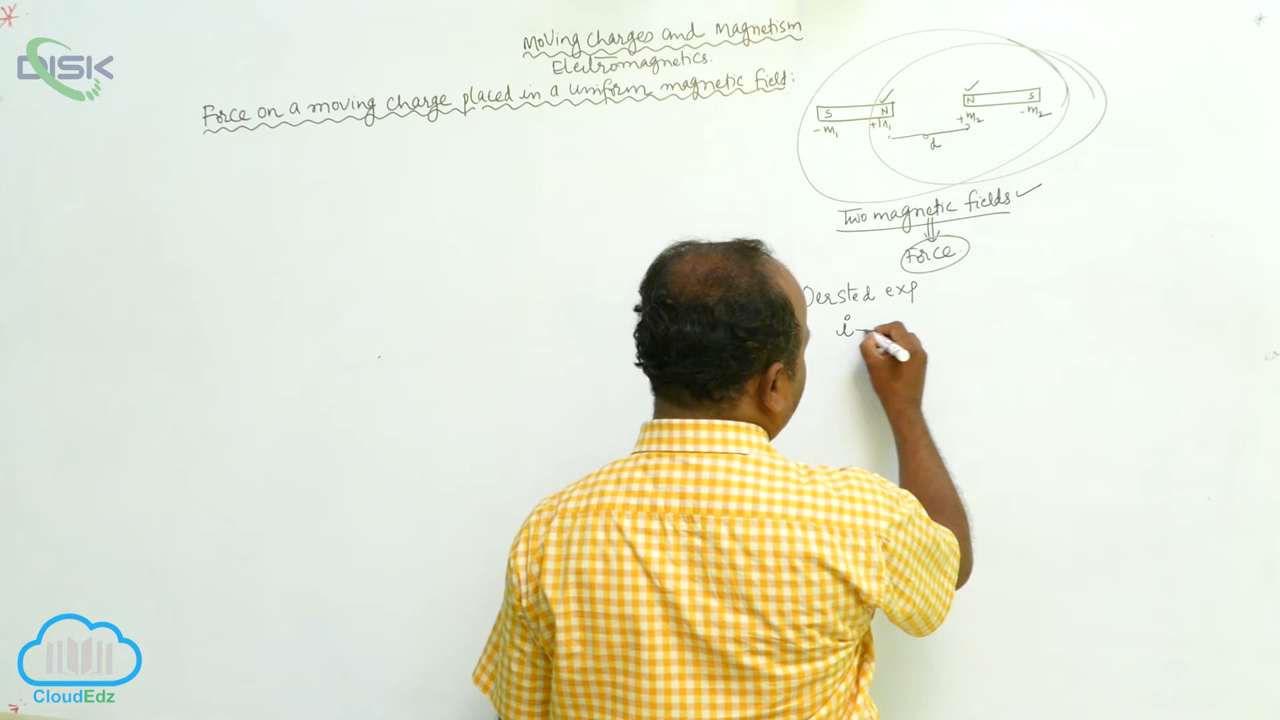 DISK
Moving Charges and Magnetism
Electromagnetics.
Force on a moving charge placed in a uniform magnetic field:
S N
N S
-m1 +m1
+m2 -m2
d
Two magnetic fields
Force
Oersted exp
i
CloudEdz